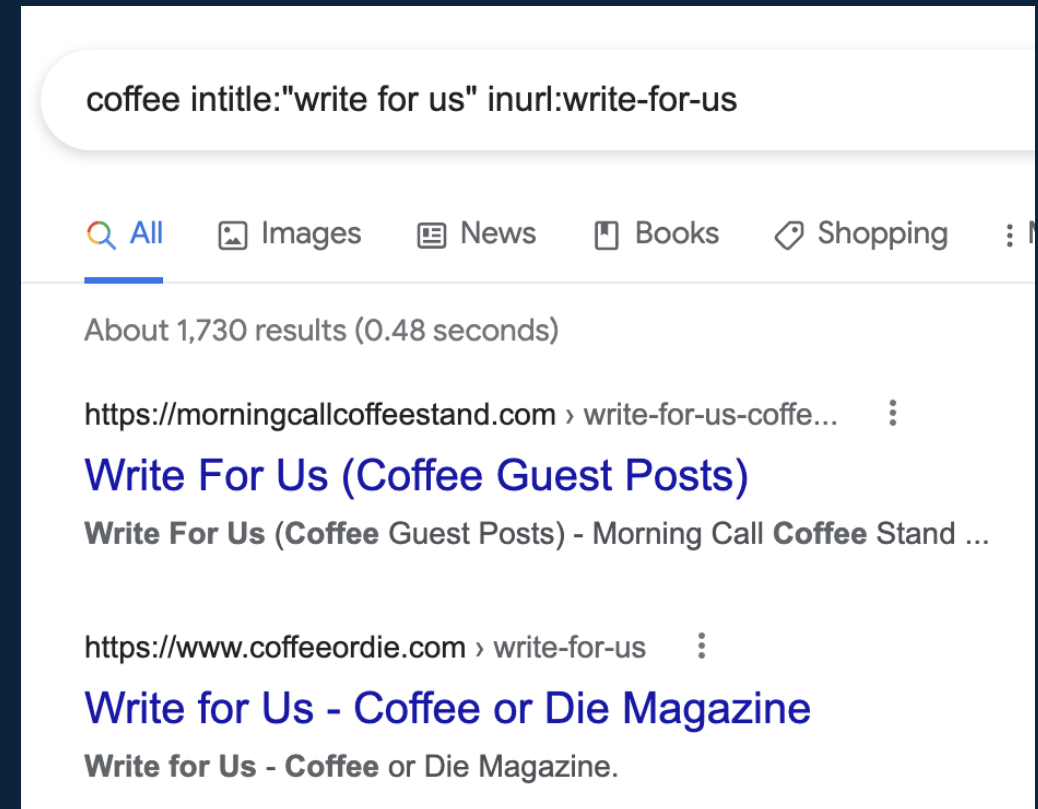 coffee intitle:"write for us" inurl:write-for-us
All Images News Books Shopping
About 1,730 results (0.48 seconds)
https://morningcallcoffeestand.com › write-for-us-coffe...
Write For Us (Coffee Guest Posts)
Write For Us (Coffee Guest Posts) - Morning Call Coffee Stand ...
https://www.coffeeordie.com › write-for-us
Write for Us - Coffee or Die Magazine
Write for Us - Coffee or Die Magazine.